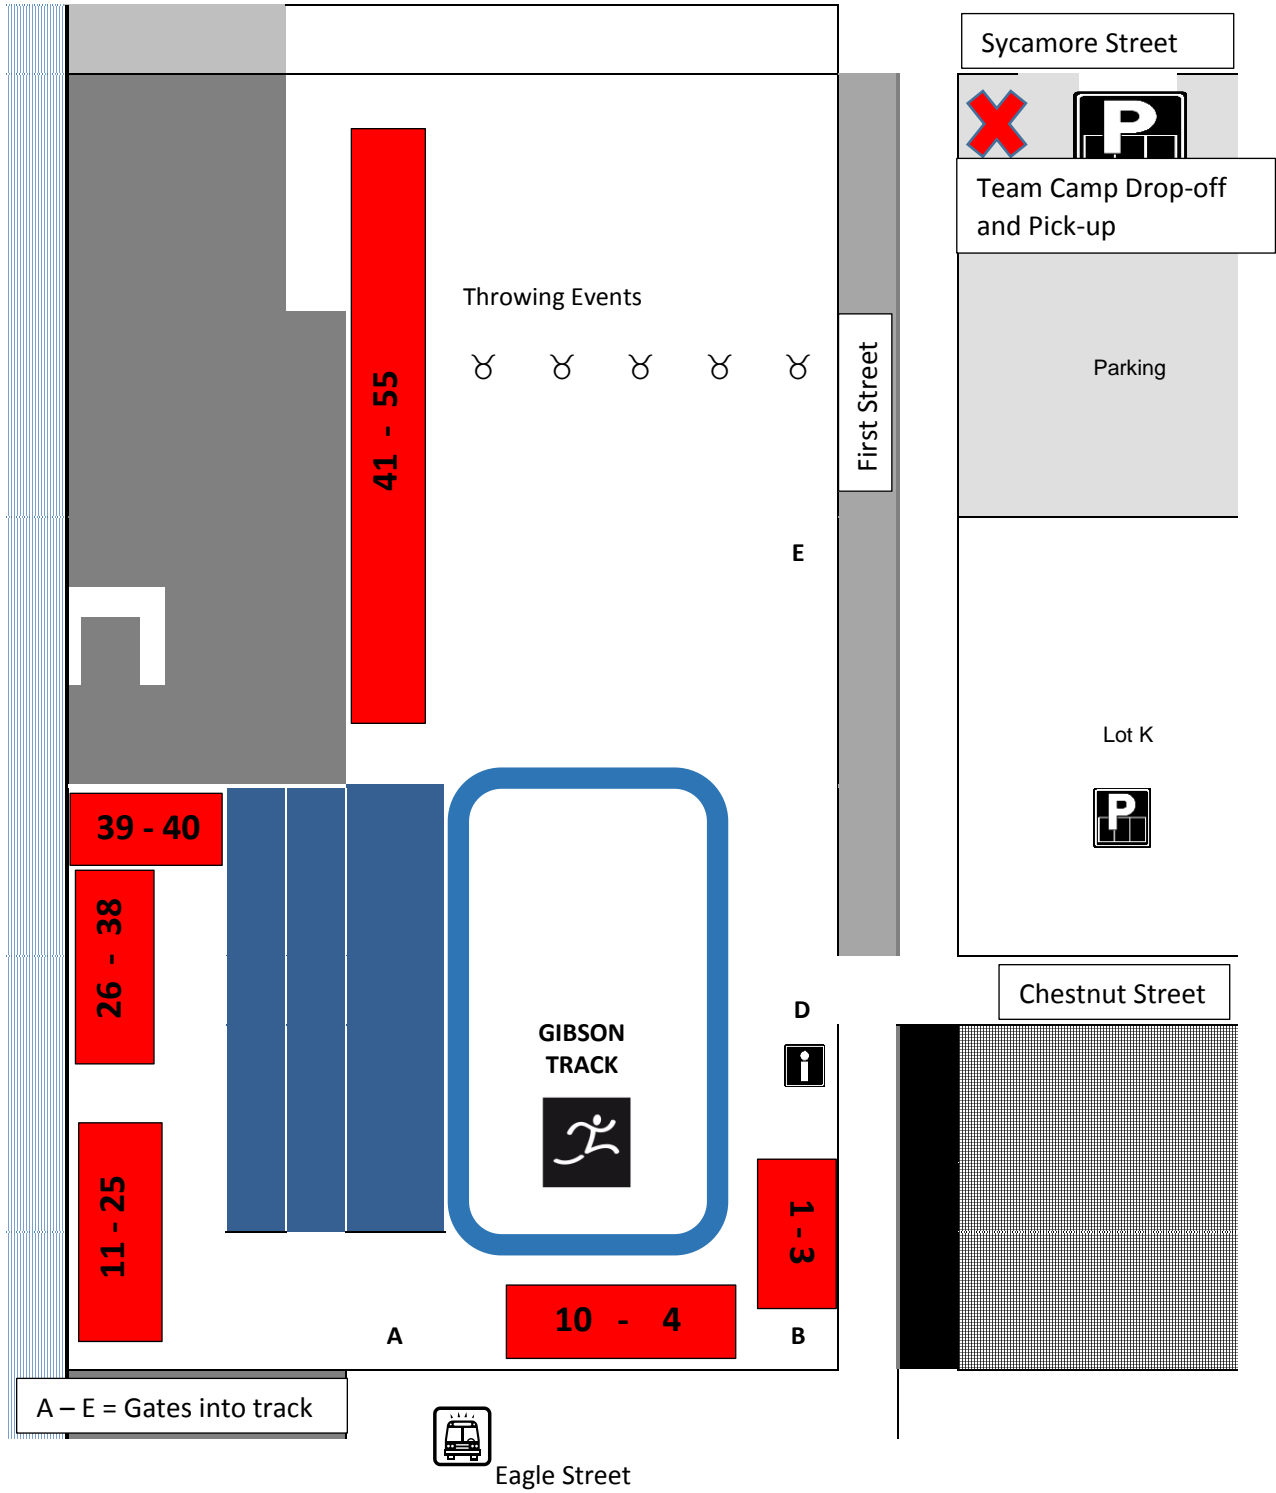 Sycamore Street
P
Team Camp Drop-off
and Pick-up
Throwing Events
Parking
First Street
41 - 55
E
Lot K
P
39 - 40
26 - 38
Chestnut Street
D
GIBSON
TRACK
i
11 - 25
1 - 3
10 - 4
A
B
A – E = Gates into track
Eagle Street